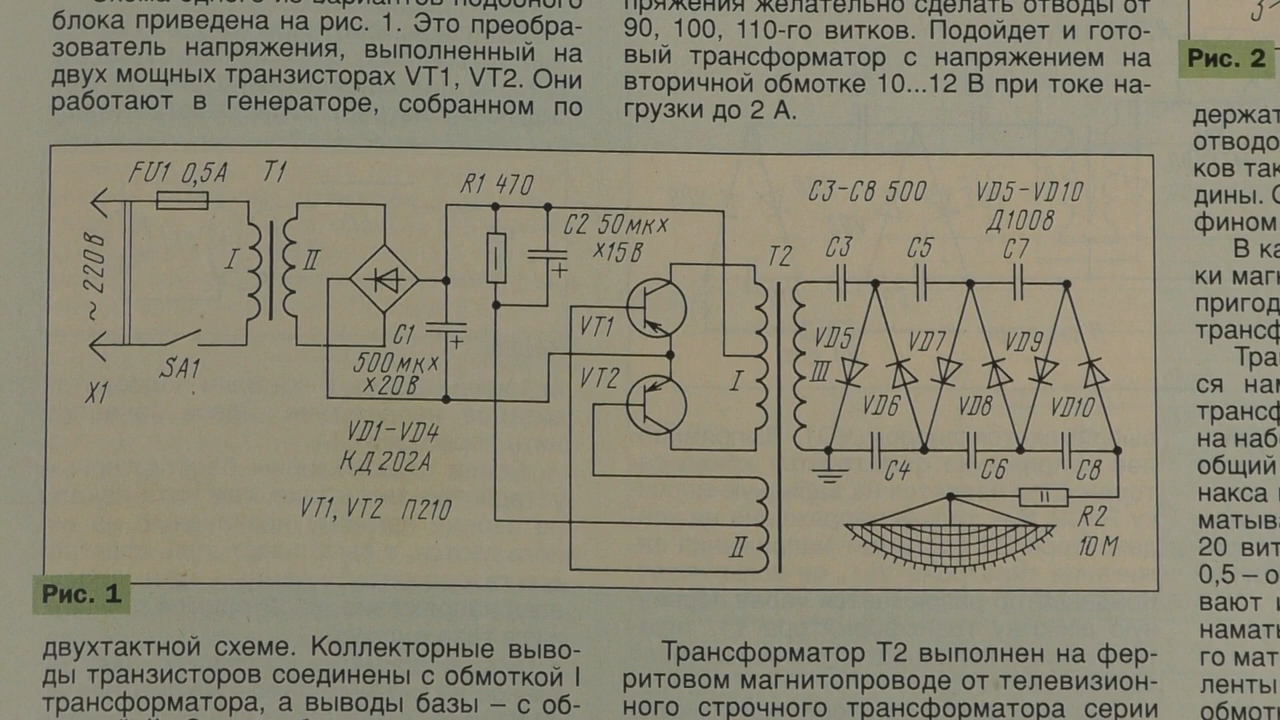 Схема одного из вариантов подобного
блока приведена на рис. 1. Это преобра-
зователь напряжения, выполненный на
двух мощных транзисторах VT1, VT2. Они
работают в генераторе, собранном по
пряжения желательно сделать отводы от
90, 100, 110-го витков. Подойдет и гото-
вый трансформатор с напряжением на
вторичной обмотке 10...12 В при токе на-
грузки до 2 А.
Рис. 2
FU1 0,5А
T1
~220В
I
II
SA1
X1
R1 470
C2 50мкх
х15В
C1
500мкх
х20В
VD1-VD4
КД202А
VT1, VT2 П210
VT1
VT2
T2
I
II
III
C3-C8 500
VD5-VD10
Д1008
C3
C5
C7
VD5
VD7
VD9
VD6
VD8
VD10
C4
C6
C8
R2
10М
Рис. 1
двухтактной схеме. Коллекторные выво-
ды транзисторов соединены с обмоткой I
трансформатора, а выводы базы – с об-
Трансформатор Т2 выполнен на фер-
ритовом магнитопроводе от телевизион-
ного строчного трансформатора серии
держат
отводо
ков так
дины. С
фином
В ка
ки магн
пригод
трансф
Тра
ся нам
трансф
на наб
общий
накса
матыв
20 вит
0,5 – о
вают и
намать
го мат
ленты
обмот